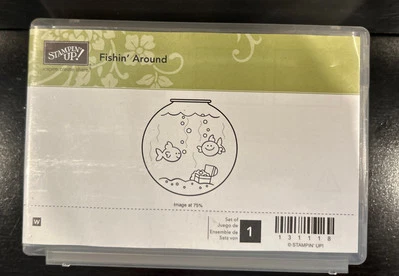 STAMPIN' UP!
Fishin' Around
Image at 75%
W
Set of
Juego de
Ensemble de
Satz von
1
131118
© STAMPIN' UP!